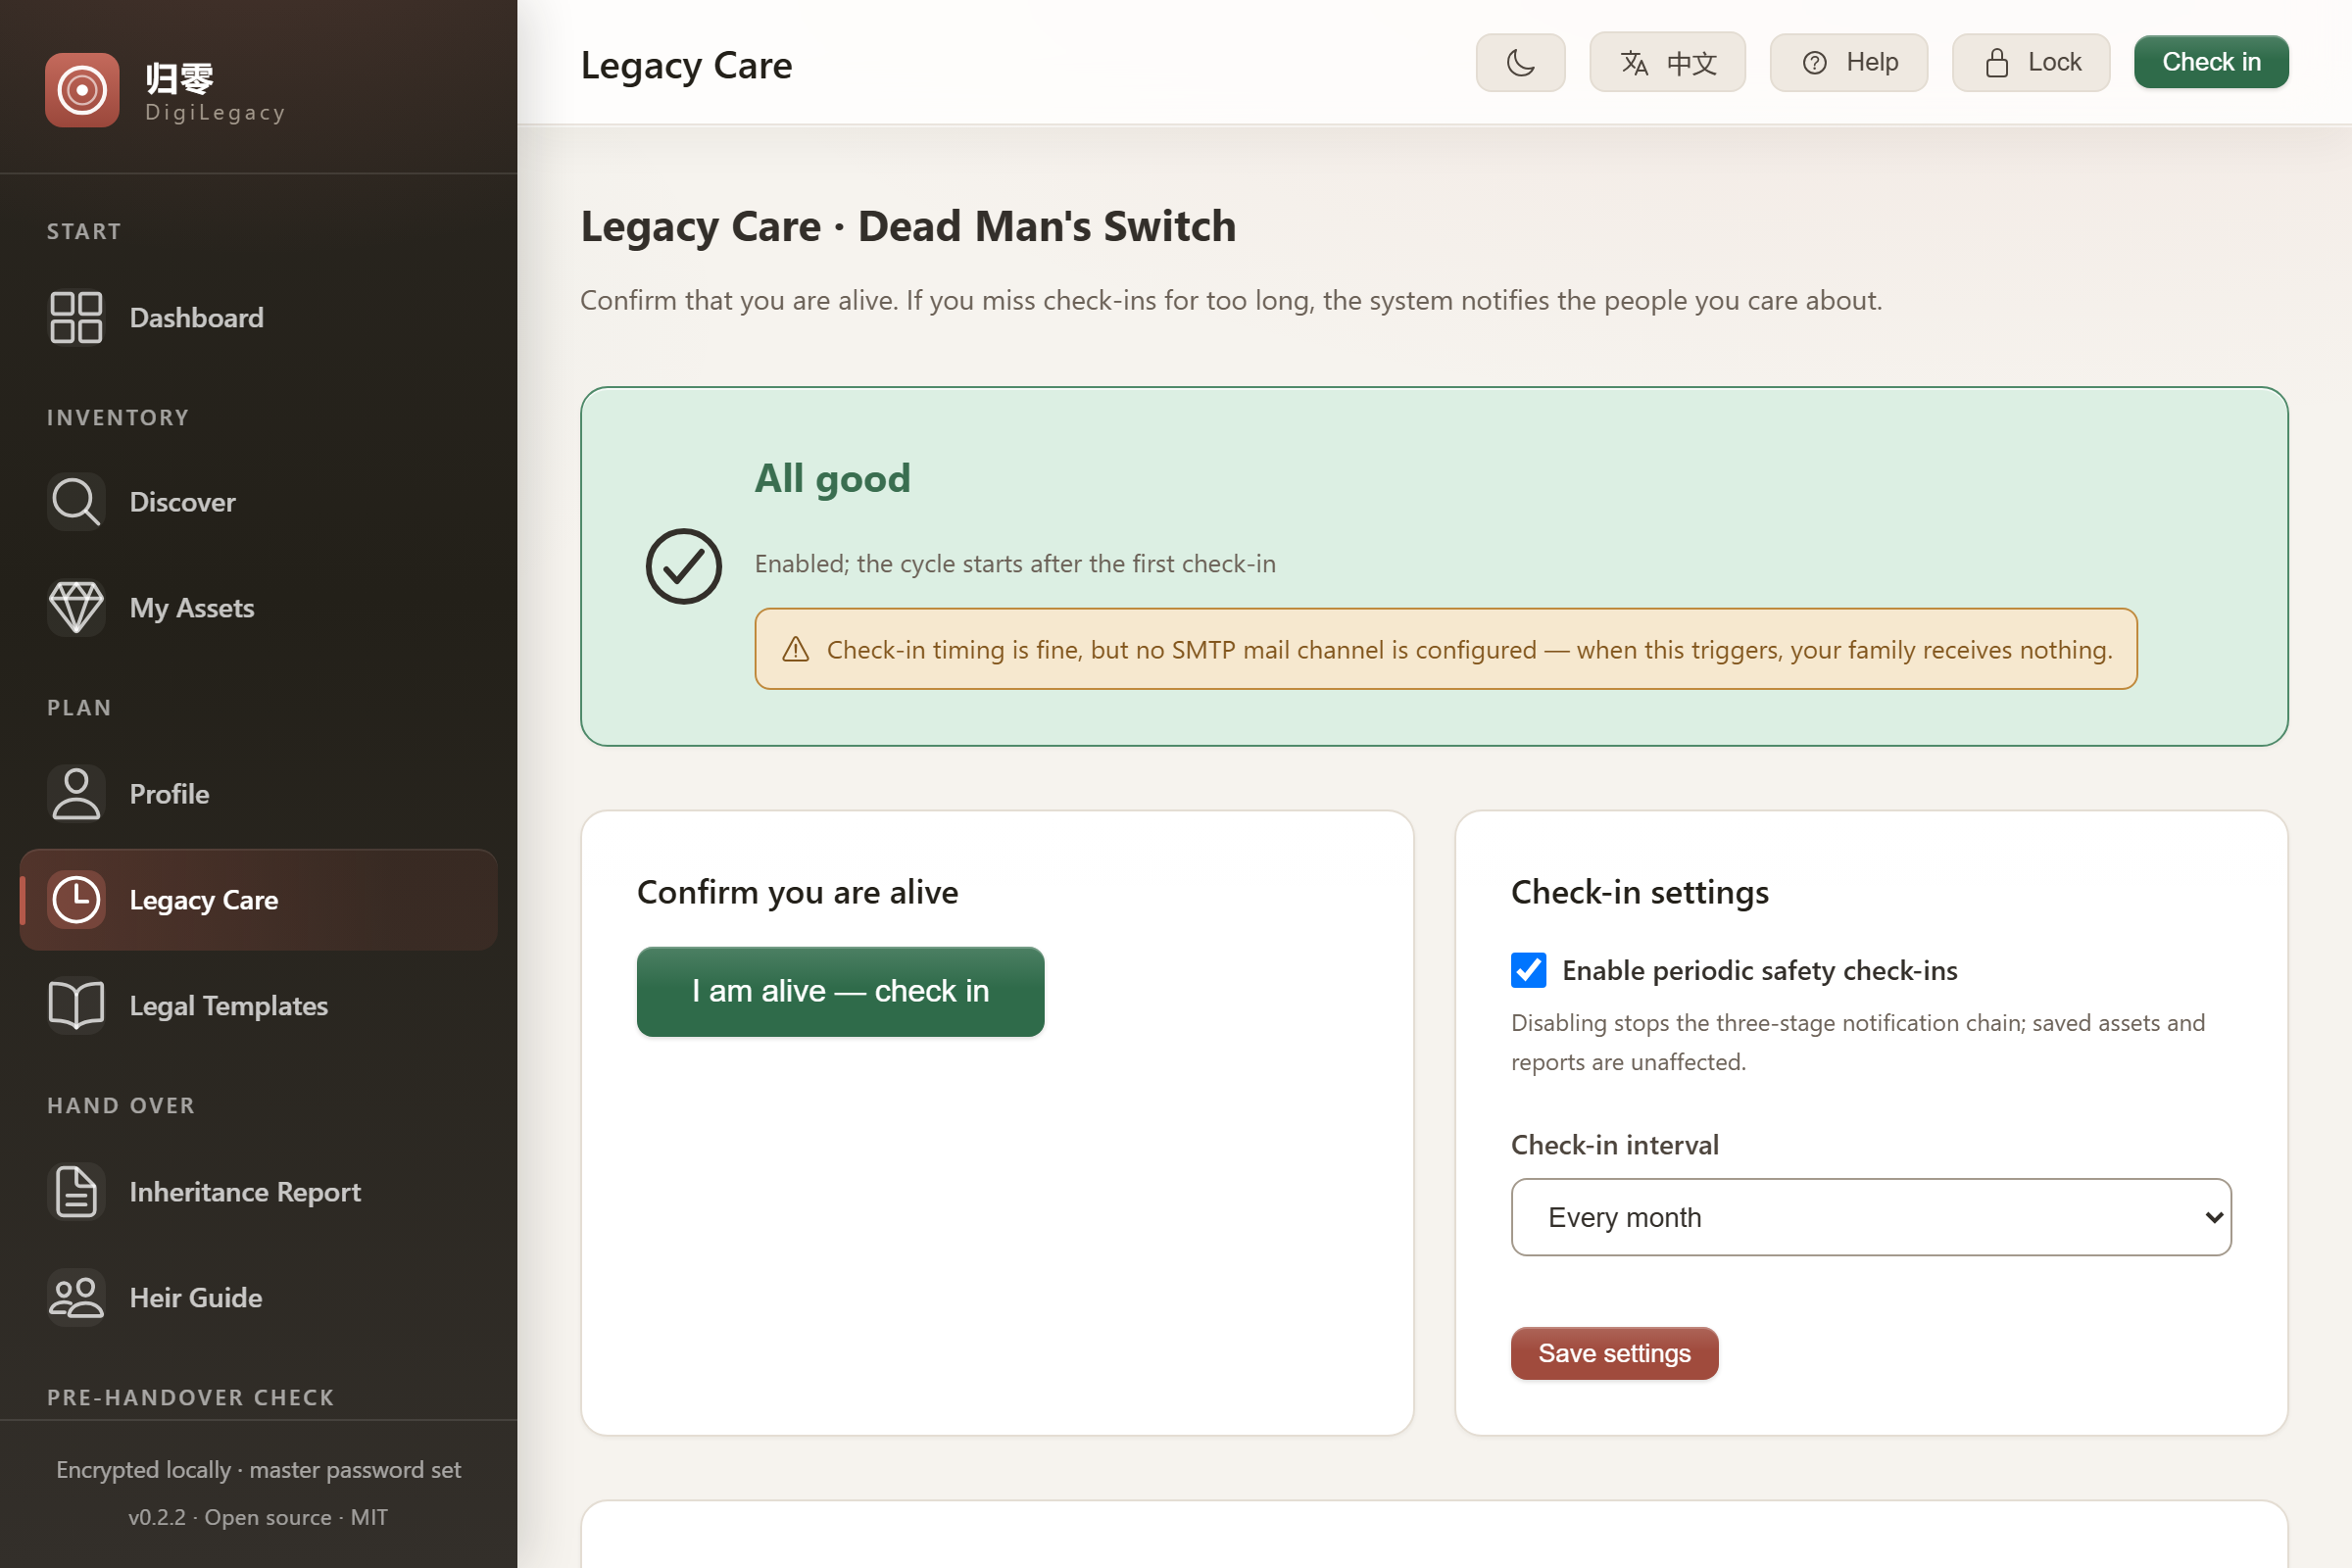 归零
DigiLegacy
START
Dashboard
INVENTORY
Discover
My Assets
PLAN
Profile
Legacy Care
Legal Templates
HAND OVER
Inheritance Report
Heir Guide
PRE-HANDOVER CHECK
Encrypted locally · master password set
v0.2.2 · Open source · MIT
Legacy Care
中文
Help
Lock
Check in
Legacy Care · Dead Man's Switch
Confirm that you are alive. If you miss check-ins for too long, the system notifies the people you care about.
All good
Enabled; the cycle starts after the first check-in
Check-in timing is fine, but no SMTP mail channel is configured — when this triggers, your family receives nothing.
Confirm you are alive
I am alive — check in
Check-in settings
Enable periodic safety check-ins
Disabling stops the three-stage notification chain; saved assets and
reports are unaffected.
Check-in interval
Every month
Save settings